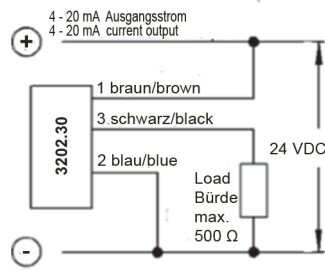 4 - 20 mA Ausgangsstrom
4 - 20 mA current output
+
1 braun/brown
3 schwarz/black
3202.30
2 blau/blue
24 VDC
Load
Bürde
max.
500 Ω
-